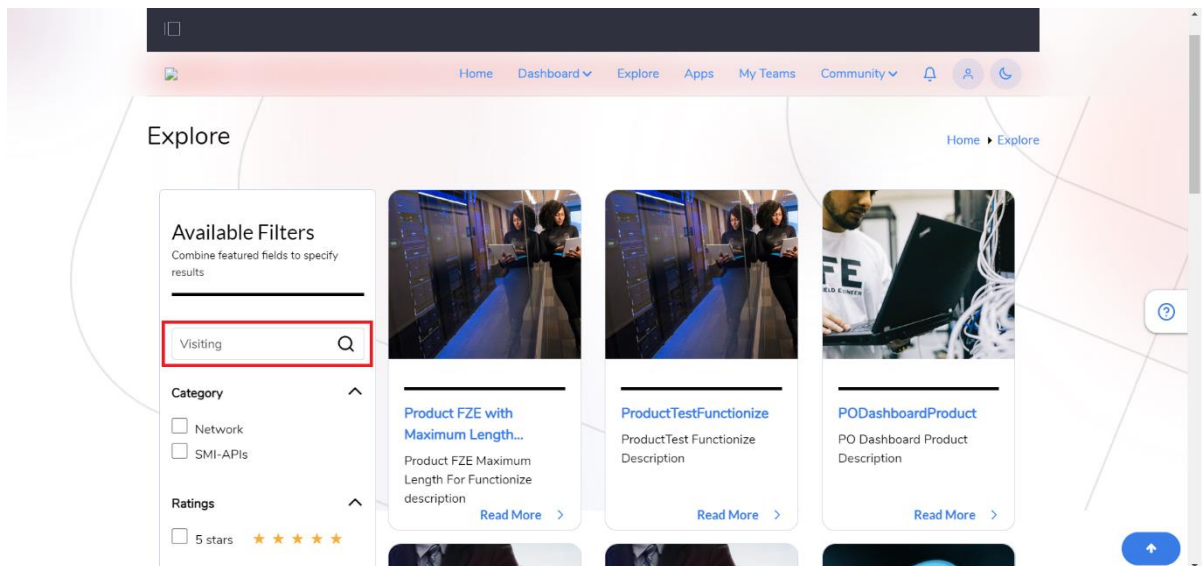 Home Dashboard Explore Apps My Teams Community
Explore
Home Explore
Available Filters
Combine featured fields to specify
results
Visiting
Category
Network
SMI-APIs
Ratings
5 stars
Product FZE with
Maximum Length...
Product FZE Maximum
Length For Functionize
description
Read More
ProductTestFunctionize
ProductTest Functionize
Description
Read More
FE
PODashboardProduct
PO Dashboard Product
Description
Read More